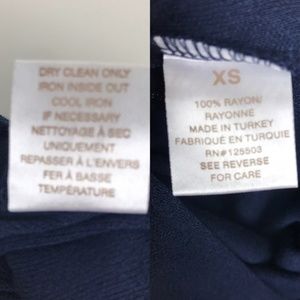 DRY CLEAN ONLY
IRON INSIDE OUT
COOL IRON
IF NECESSARY
NETTOYAGE À SEC
UNIQUEMENT
REPASSER À L'ENVERS
FER À BASSE
TEMPÉRATURE
XS
100% RAYON/
RAYONNE
MADE IN TURKEY
FABRIQUÉ EN TURQUIE
RN#125503
SEE REVERSE
FOR CARE